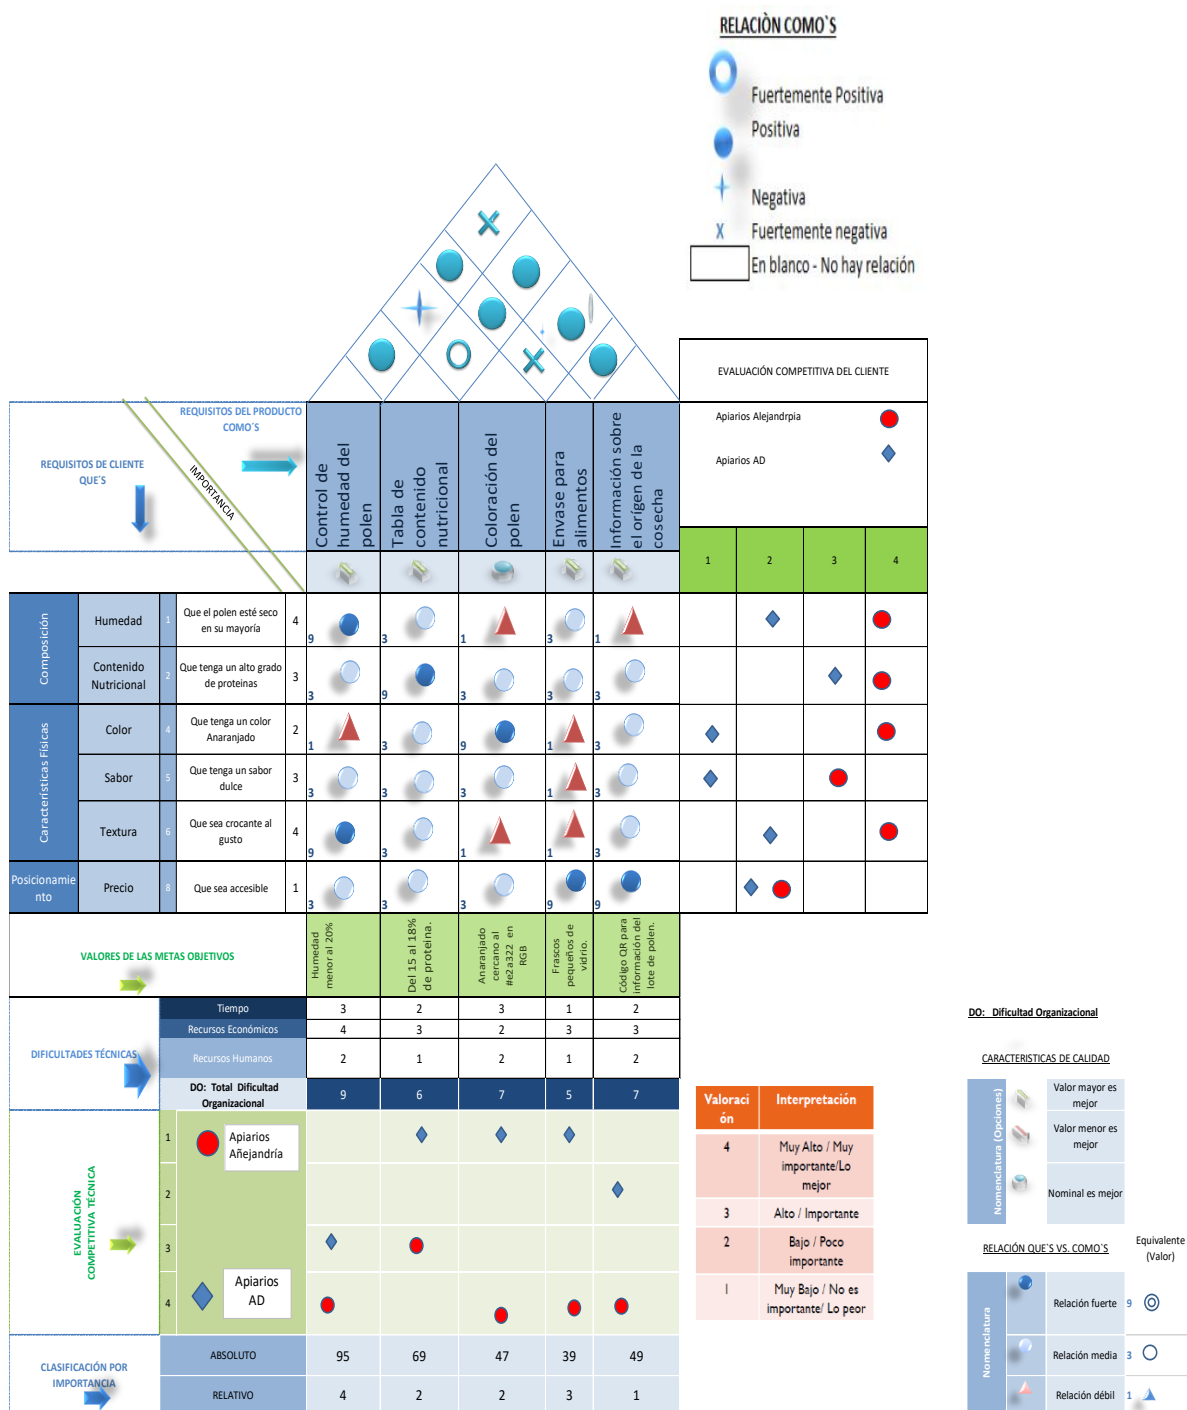 RELACIÒN COMO`S
Fuertemente Positiva
Positiva
Negativa
X Fuertemente negativa
En blanco - No hay relación
EVALUACIÓN COMPETITIVA DEL CLIENTE
Apiarios Alejandrpia
Apiarios AD
1 2 3 4
REQUISITOS DEL PRODUCTO
COMO´S
REQUISITOS DE CLIENTE
QUE´S
IMPORTANCIA
Control de
humedad del
polen
Tabla de
contenido
nutricional
Coloración del
polen
Envase para
alimentos
Información sobre
el orígen de la
cosecha
Composición
Humedad
1
Que el polen esté seco
en su mayoría
4
9 3 1 3 1
Contenido
Nutricional
2
Que tenga un alto grado
de proteinas
3
3 9 3 3 3
Características Físicas
Color
4
Que tenga un color
Anaranjado
2
1 3 9 1 3
Sabor
5
Que tenga un sabor
dulce
3
3 3 3 1 3
Textura
6
Que sea crocante al
gusto
4
9 3 1 1 3
Posicionamie
nto
Precio
8
Que sea accesible
1
3 3 3 9 9
VALORES DE LAS METAS OBJETIVOS
Humedad
menor al 20%
Del 15 al 18%
de proteina.
Anaranjado
cercano al
#e2a322 en
RGB
Frascos
pequeños de
vidrio.
Código QR para
información del
lote de polen.
DIFICULTADES TÉCNICAS
Tiempo 3 2 3 1 2
Recursos Económicos 4 3 2 3 3
Recursos Humanos 2 1 2 1 2
DO: Total Dificultad
Organizacional
9 6 7 5 7
EVALUACIÓN
COMPETITIVA TÉCNICA
1
2
3
4
Apiarios
Añejandría
Apiarios
AD
CLASIFICACIÓN POR
IMPORTANCIA
ABSOLUTO 95 69 47 39 49
RELATIVO 4 2 2 3 1
Valoraci
ón
Interpretación
4
Muy Alto / Muy
importante/Lo
mejor
3
Alto / Importante
2
Bajo / Poco
importante
1
Muy Bajo / No es
importante/ Lo peor
DO: Dificultad Organizacional
CARACTERISTICAS DE CALIDAD
Nomenclatura (Opciones)
Valor mayor es
mejor
Valor menor es
mejor
Nominal es mejor
RELACIÓN QUE`S VS. COMO`S
Equivalente
(Valor)
Nomenclatura
Relación fuerte 9
Relación media 3
Relación débil 1